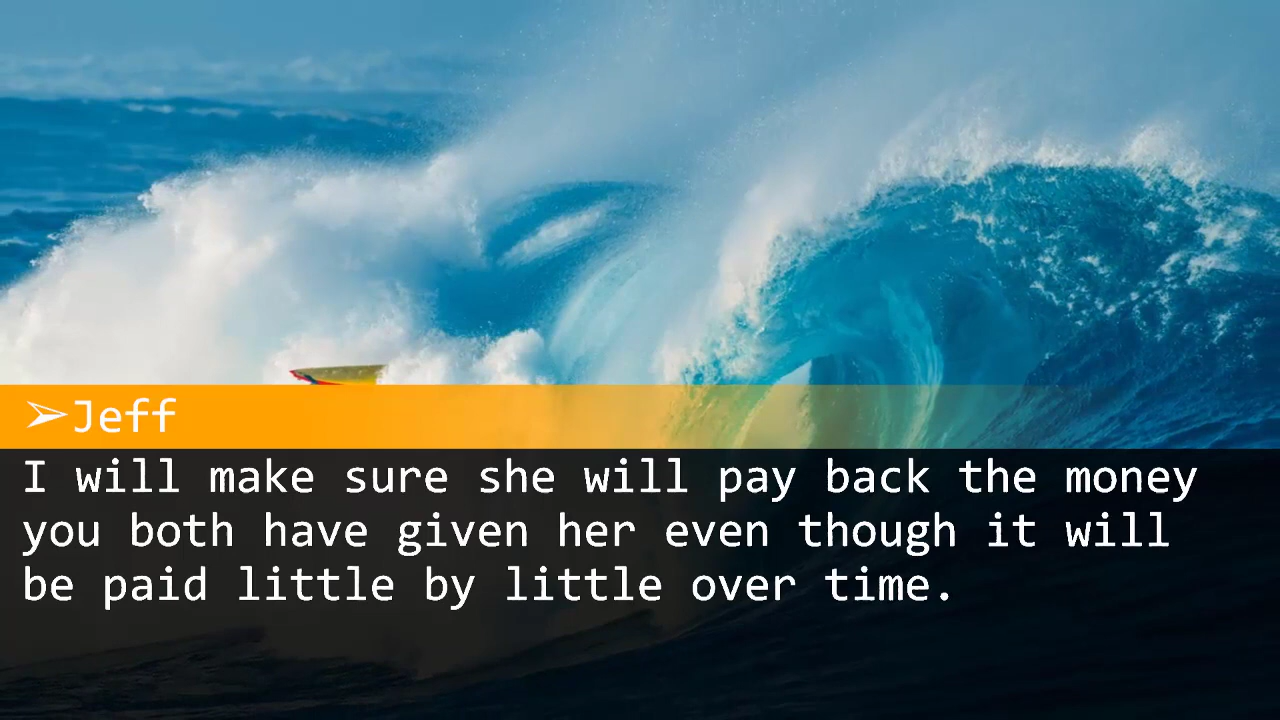 ➢Jeff
I will make sure she will pay back the money
you both have given her even though it will
be paid little by little over time.